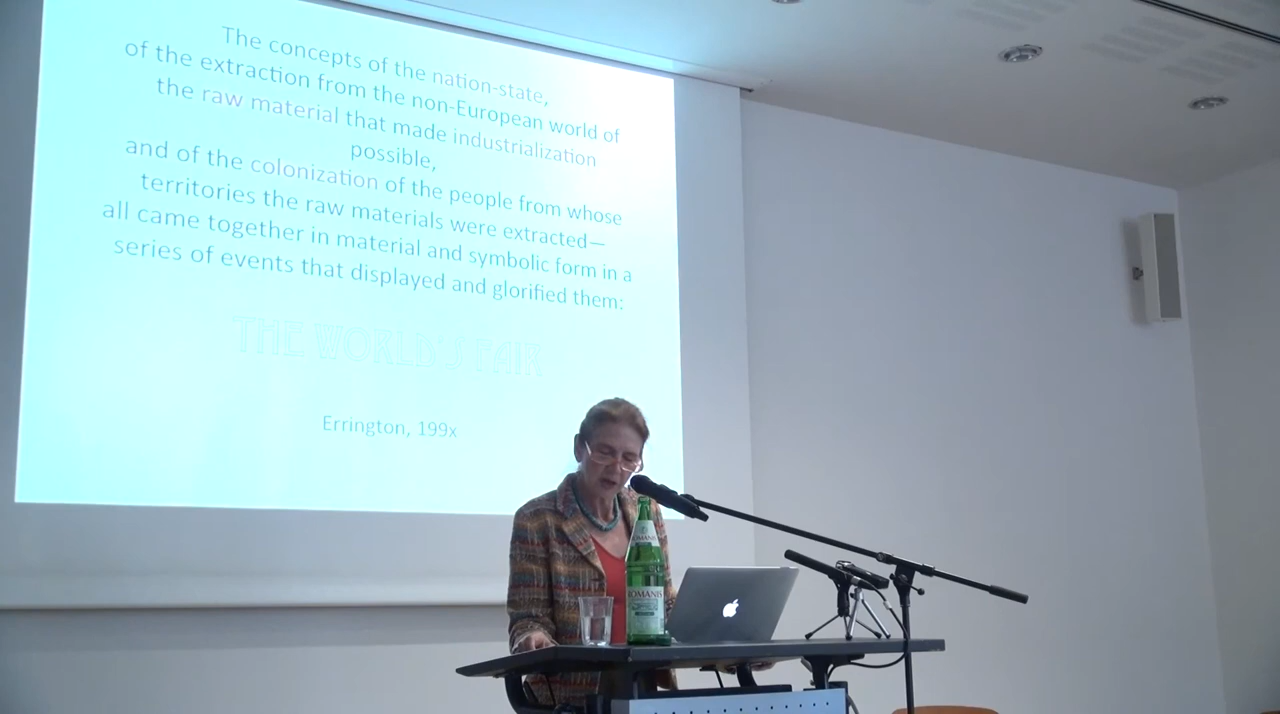 The concepts of the nation-state,
of the extraction from the non-European world of
the raw material that made industrialization
possible,
and of the colonization of the people from whose
territories the raw materials were extracted—
all came together in material and symbolic form in a
series of events that displayed and glorified them:
THE WORLD'S FAIR
Errington, 199x
ROMANIS